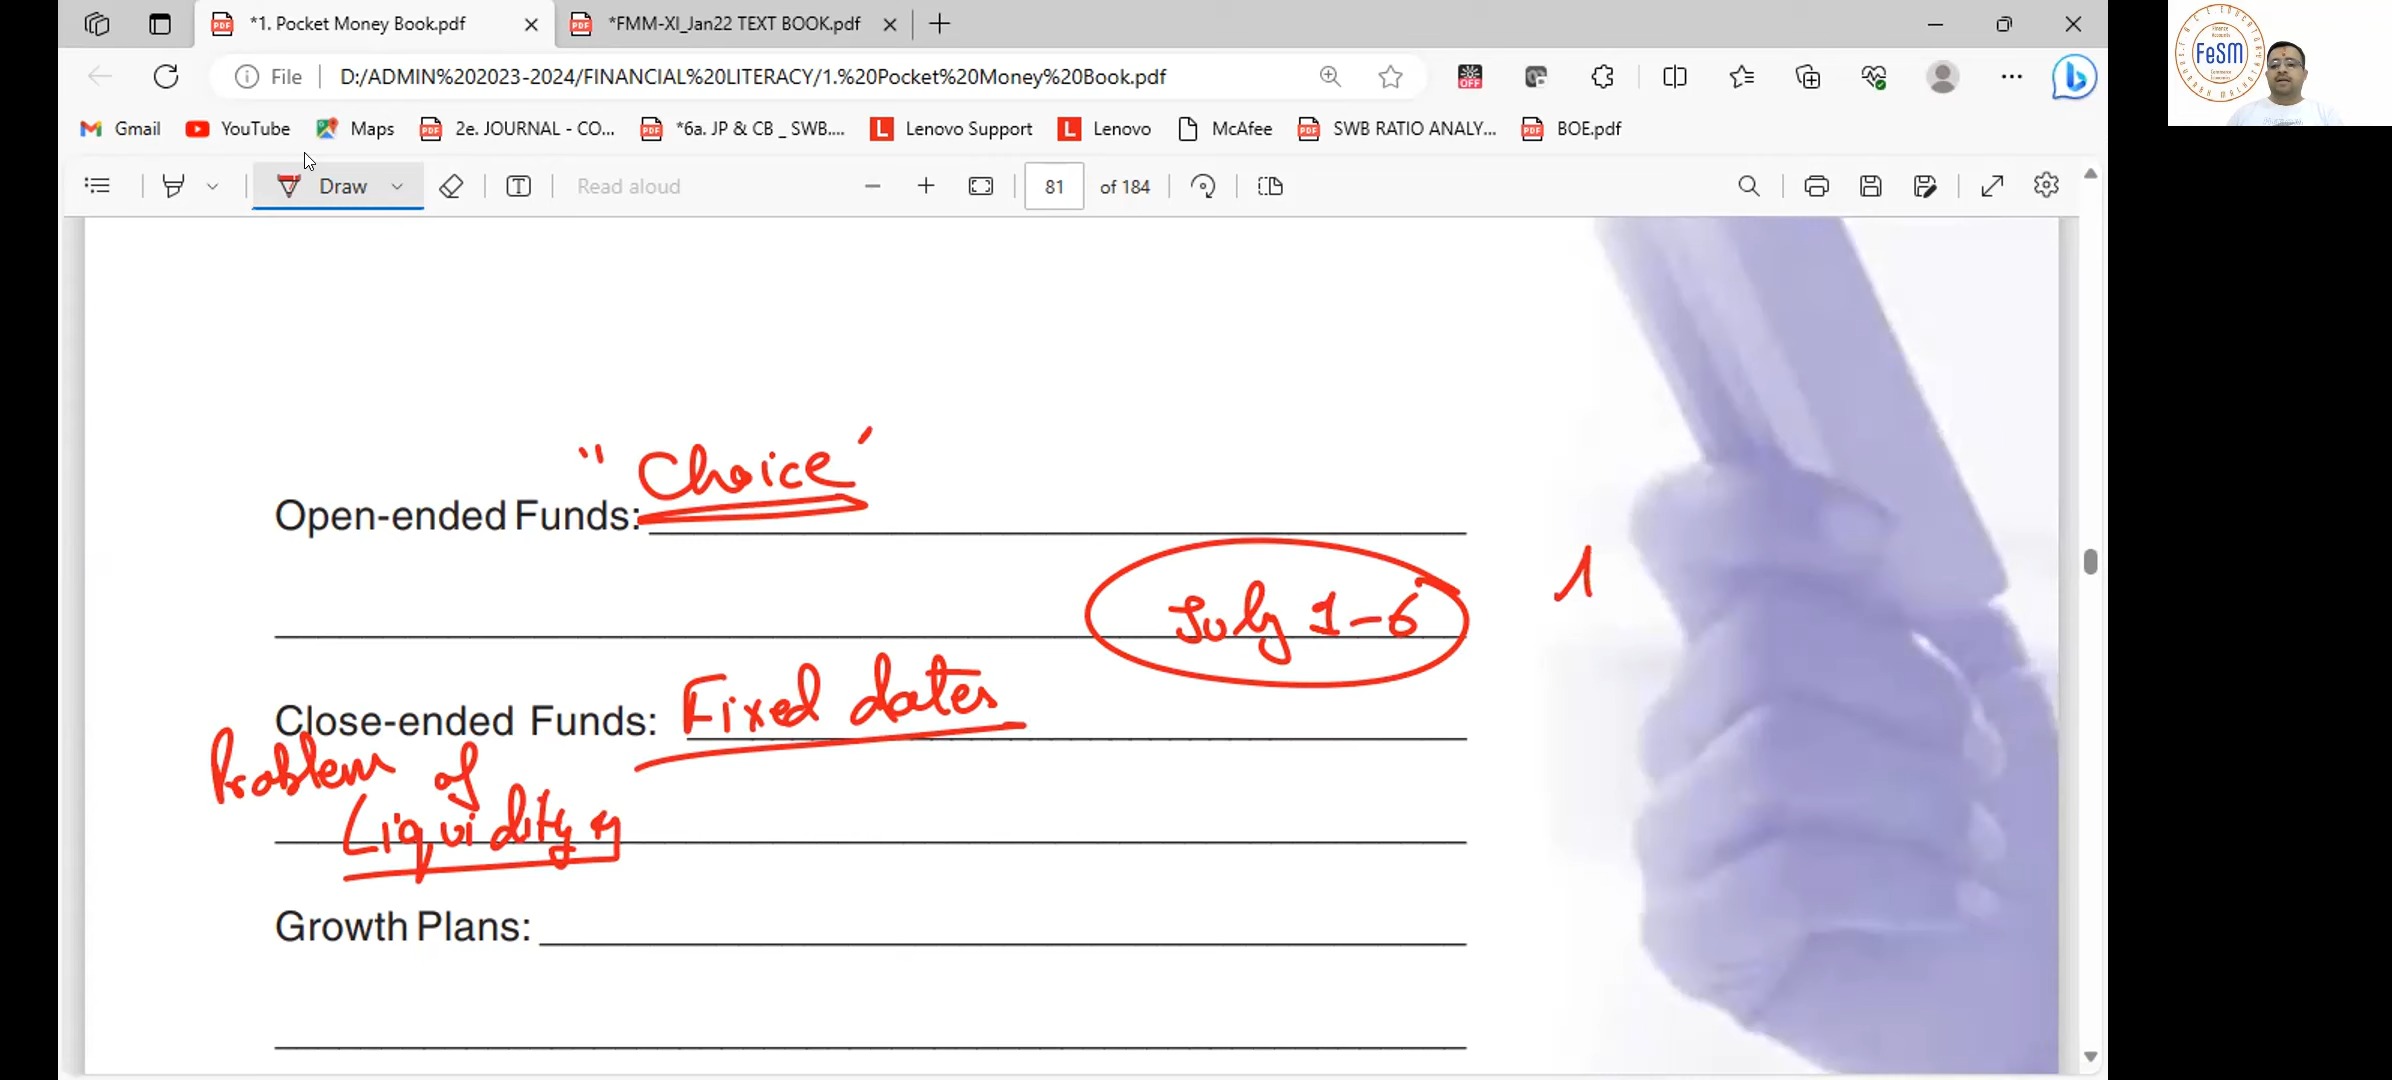 *1. Pocket Money Book.pdf
*FMM-XI_Jan22 TEXT BOOK.pdf
File
D:/ADMIN%202023-2024/FINANCIAL%20LITERACY/1.%20Pocket%20Money%20Book.pdf
Gmail
YouTube
Maps
2e. JOURNAL - CO...
*6a. JP & CB _ SWB....
Lenovo Support
Lenovo
McAfee
SWB RATIO ANALY...
BOE.pdf
Draw
Read aloud
81
of 184
FeSM
"Choice'
Open-ended Funds:
July 1-6
1
Close-ended Funds: Fixed dates
Problem of
Liquidity
Growth Plans: